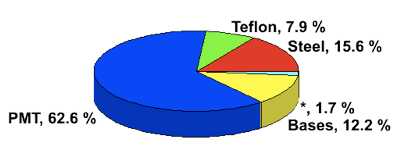 Teflon, 7.9 %
Steel, 15.6 %
PMT, 62.6 %
*, 1.7 %
Bases, 12.2 %